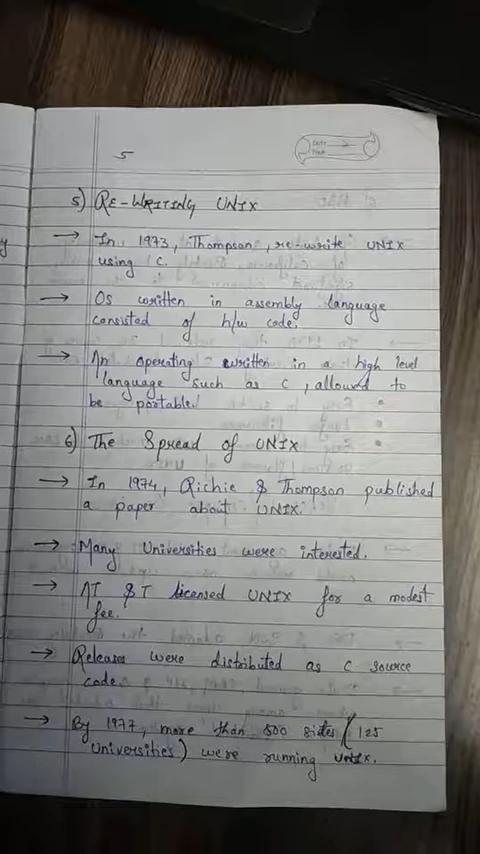 5
Date
Page
5) RE-WRITING UNIX
→ In 1973, Thompson, re-write UNIX
using C.
→ OS written in assembly language
consisted of h/w code.
→ An operating written in a high level
language such as C, allowed to
be portable.
6) The Spread of UNIX
→ In 1974, Richie & Thompson published
a paper about UNIX.
→ Many Universities were interested.
→ AT & T licensed UNIX for a modest
fee.
→ Releases were distributed as C source
code.
→ By 1977, more than 500 sides (125
Universities) were running UNIX.